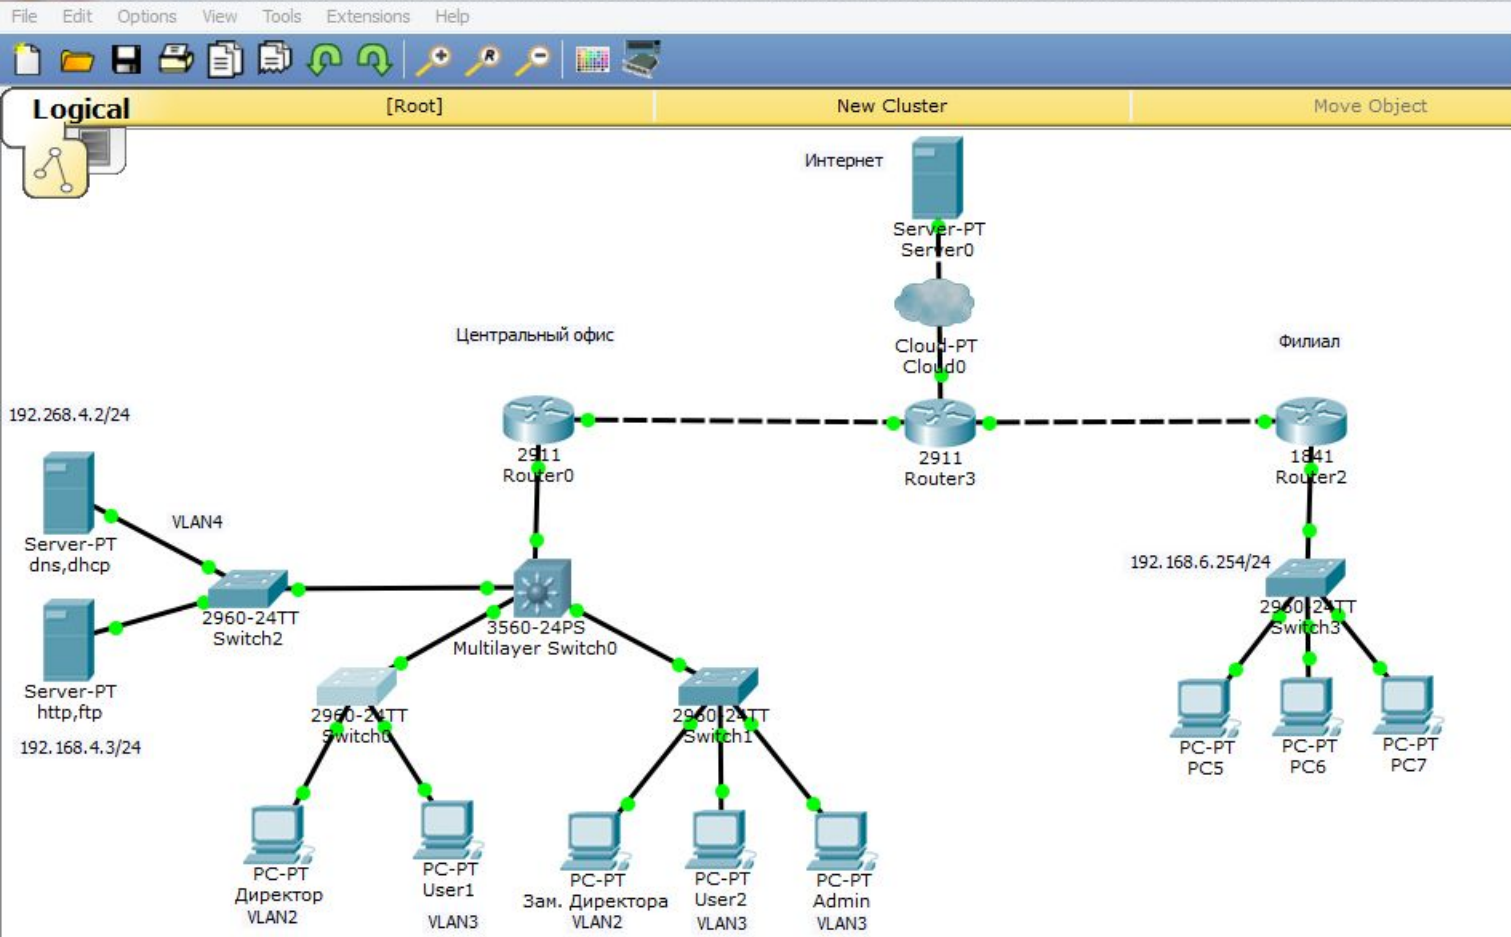 File Edit Options View Tools Extensions Help
R
Logical [Root] New Cluster Move Object
Интернет
Server-PT
Server0
Центральный офис
Cloud-PT
Cloud0
Филиал
192.268.4.2/24
2911
Router0
2911
Router3
1841
Router2
VLAN4
Server-PT
dns,dhcp
192.168.6.254/24
2960-24TT
Switch2
3560-24PS
Multilayer Switch0
2960-24TT
Switch3
Server-PT
http,ftp
192.168.4.3/24
2960-24TT
Switch0
2960-24TT
Switch1
PC-PT
PC5
PC-PT
PC6
PC-PT
PC7
PC-PT
Директор
VLAN2
PC-PT
User1
VLAN3
PC-PT
Зам. Директора
VLAN2
PC-PT
User2
VLAN3
PC-PT
Admin
VLAN3